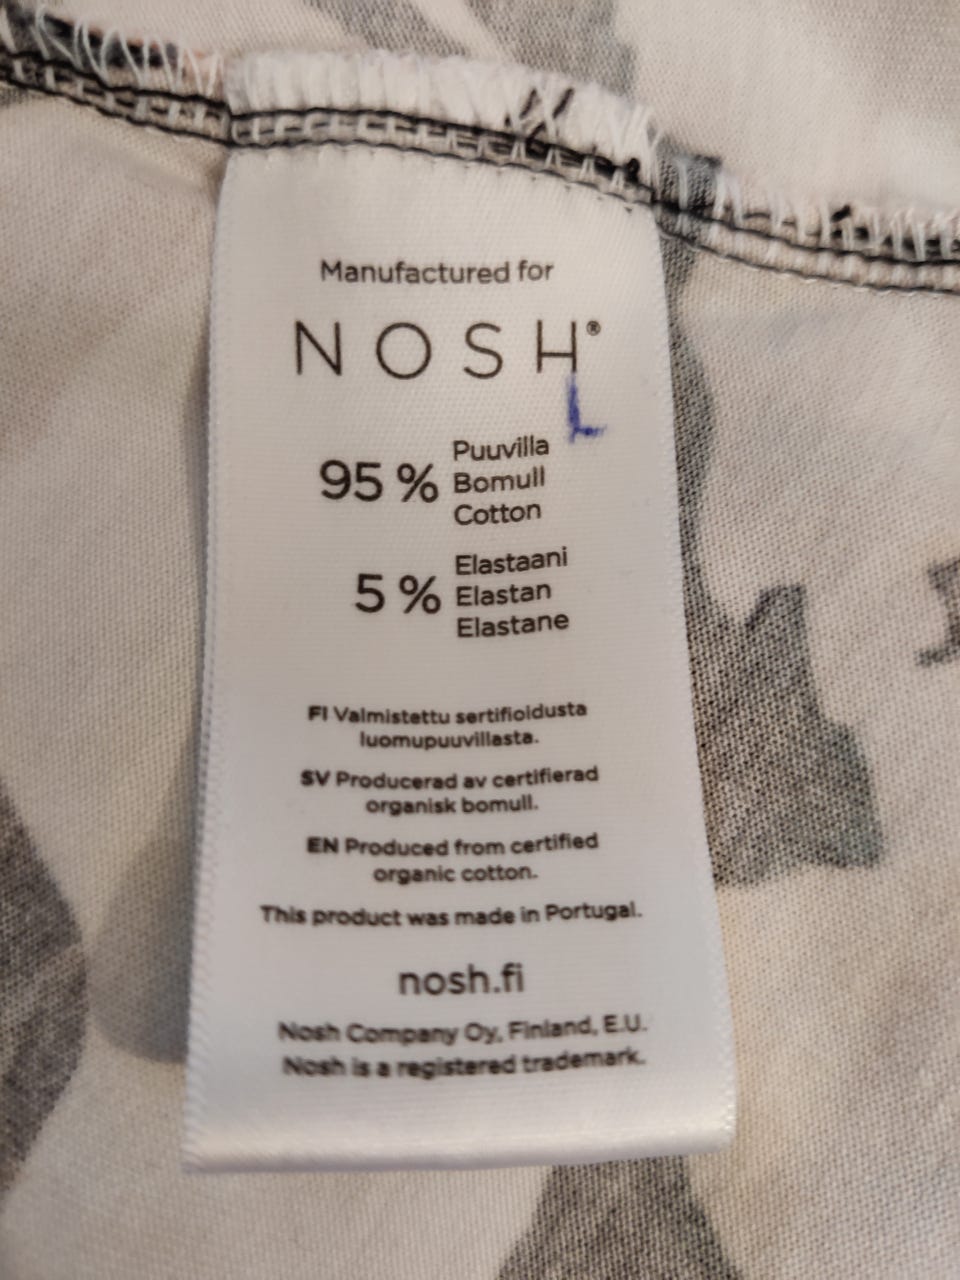 Manufactured for
NOSH®
L
95 % Puuvilla
Bomull
Cotton
5 % Elastaani
Elastan
Elastane
FI Valmistettu sertifioidusta
luomupuuvillasta.
SV Producerad av certifierad
organisk bomull.
EN Produced from certified
organic cotton.
This product was made in Portugal.
nosh.fi
Nosh Company Oy, Finland, E.U.
Nosh is a registered trademark.